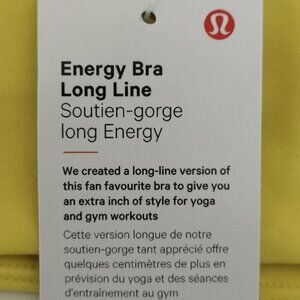 Energy Bra
Long Line
Soutien-gorge
long Energy
We created a long-line version of
this fan favourite bra to give you
an extra inch of style for yoga
and gym workouts
Cette version longue de notre
soutien-gorge tant apprécié offre
quelques centimètres de plus en
prévision du yoga et des séances
d'entraînement au gym